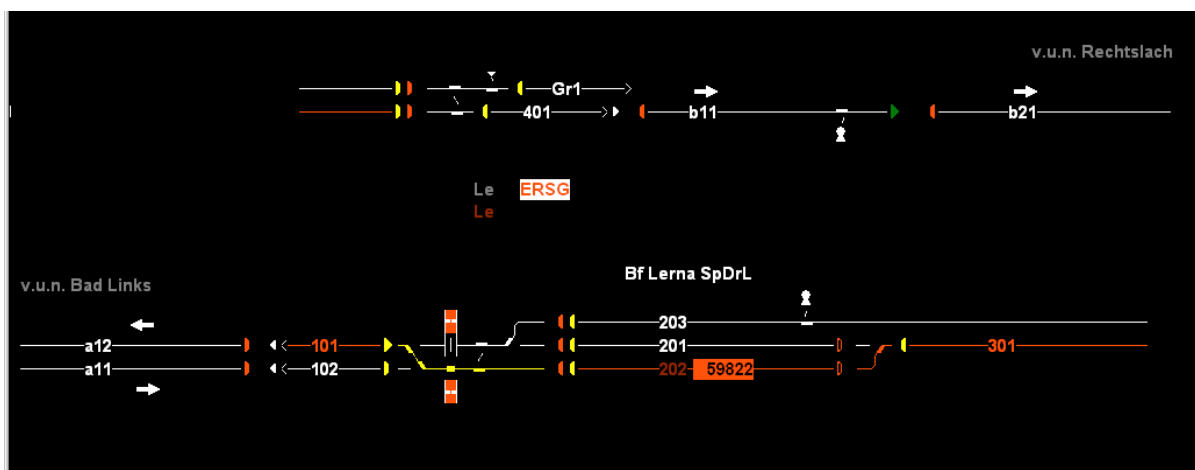 v.u.n. Rechtslach
Gr1
401 b11 b21
Le ERSG
Le
Bf Lerna SpDrL
v.u.n. Bad Links
203
a12 101 201 301
a11 102 202 59822